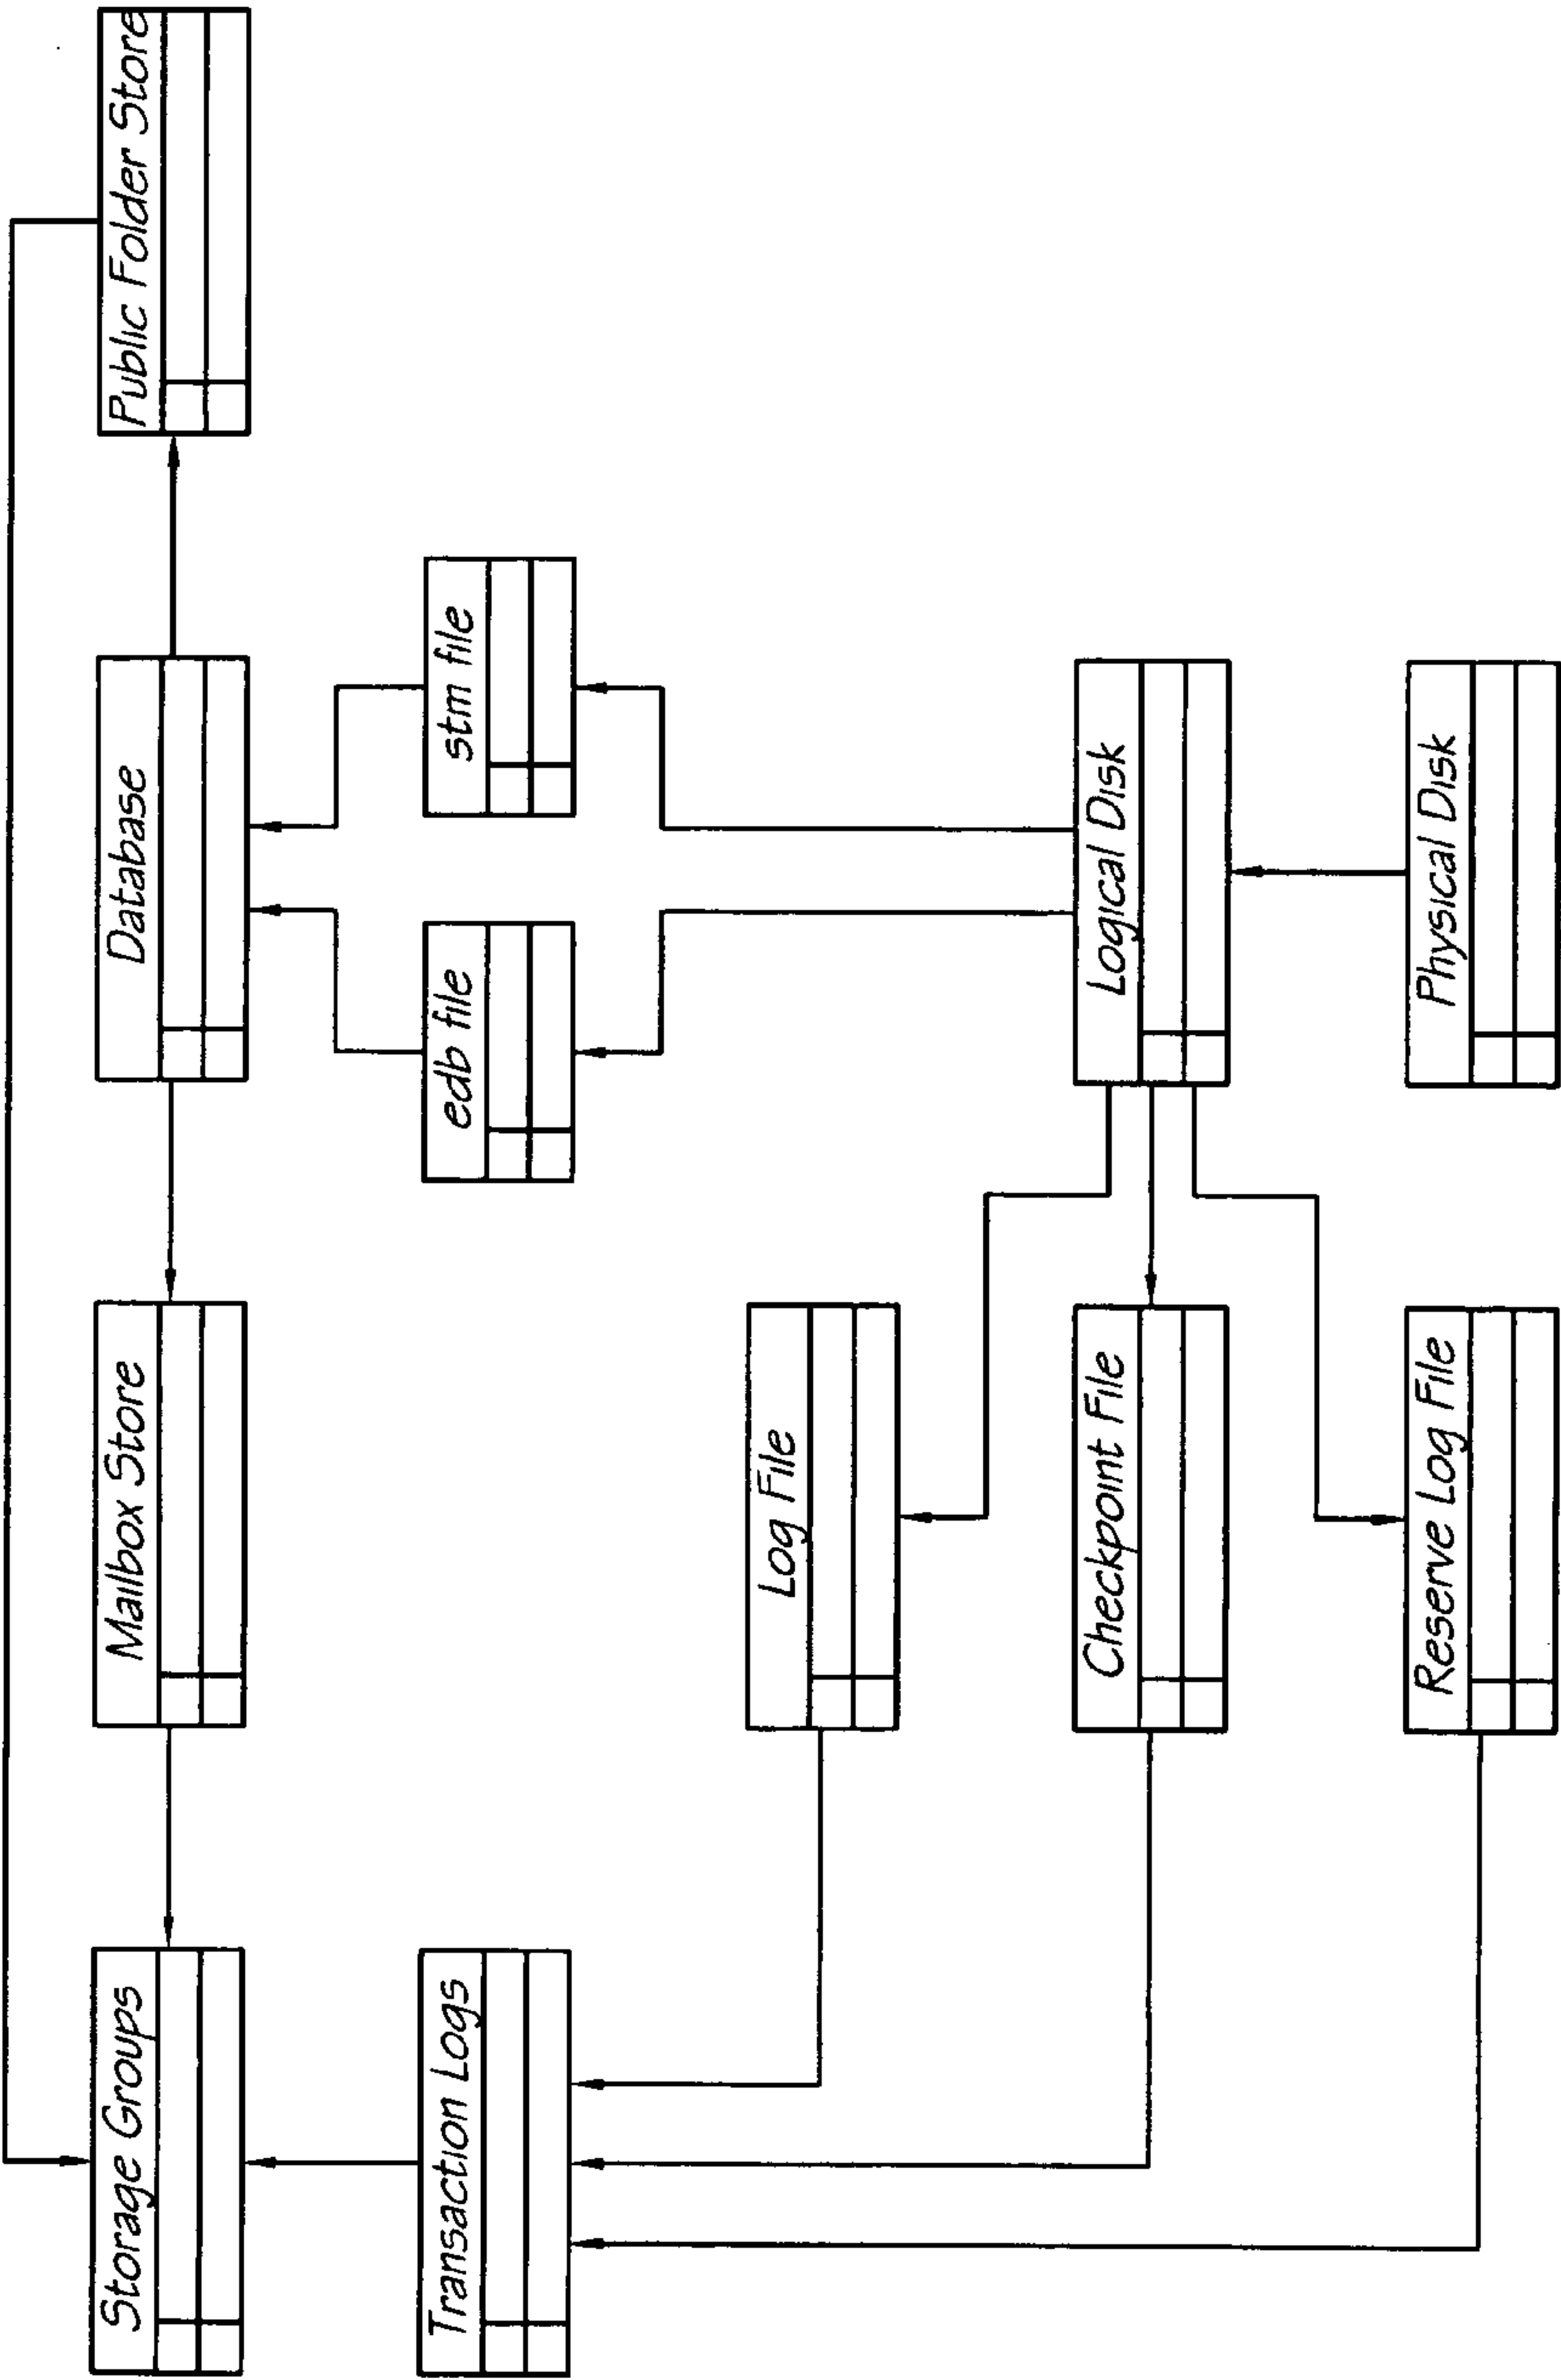 Storage Groups
Mailbox Store
Database
Public Folder Store
Transaction Logs
edb file
stm file
Log File
Checkpoint File
Logical Disk
Reserve Log File
Physical Disk